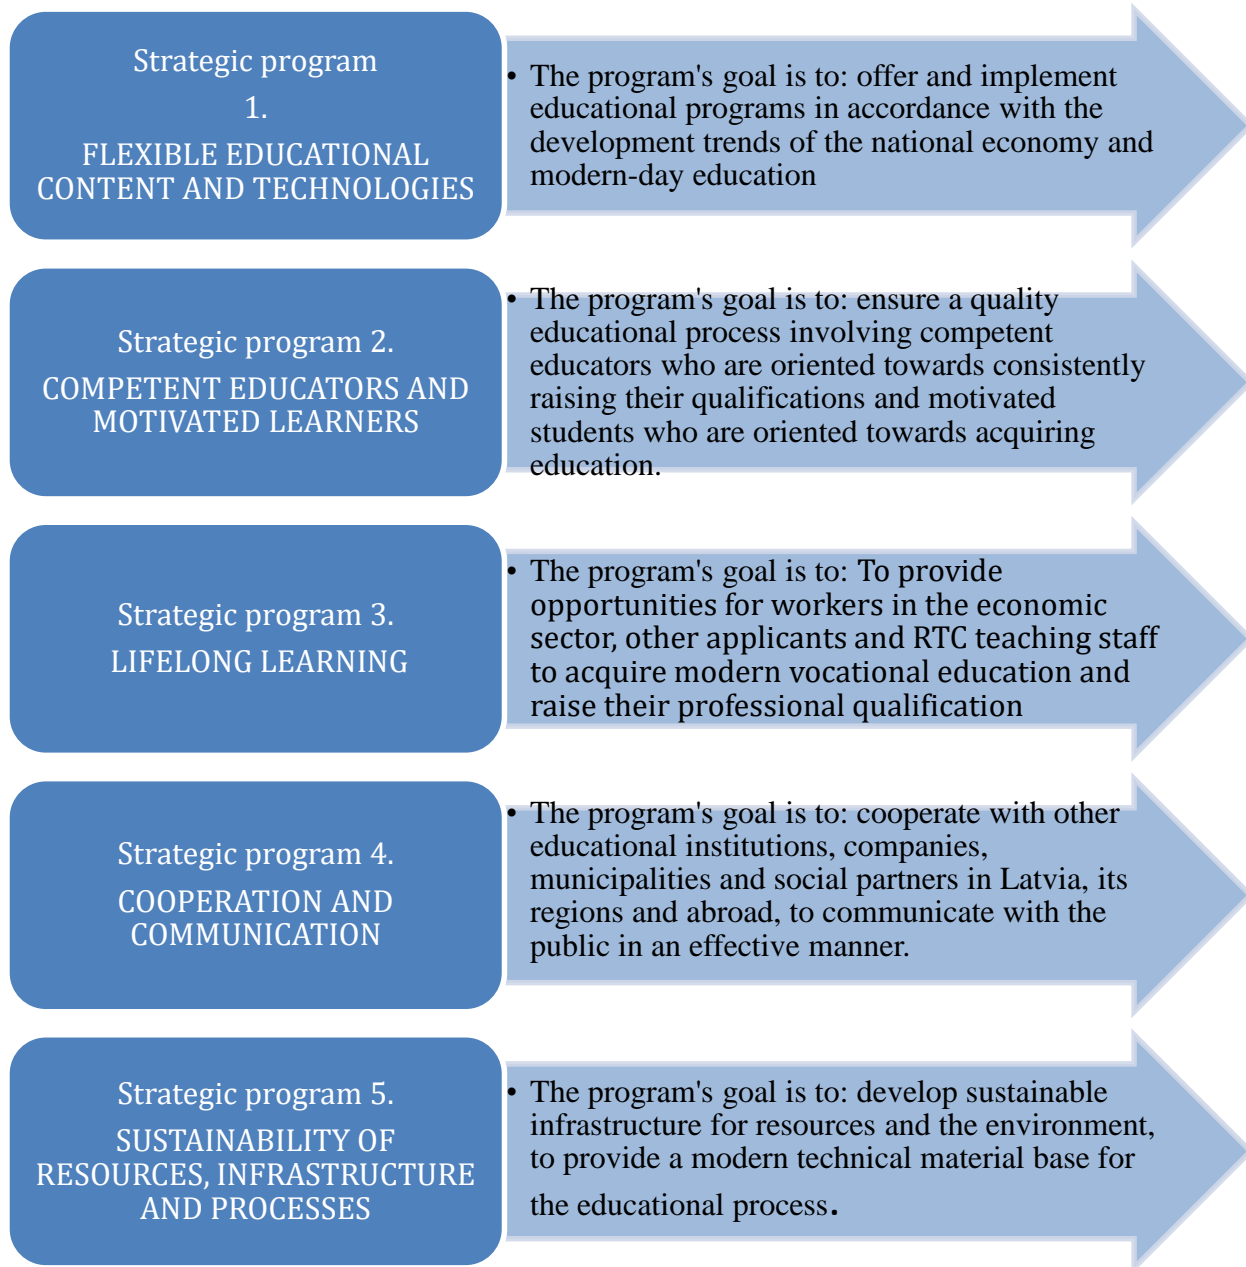 Strategic program
1.
FLEXIBLE EDUCATIONAL
CONTENT AND TECHNOLOGIES
• The program's goal is to: offer and implement
educational programs in accordance with the
development trends of the national economy and
modern-day education
Strategic program 2.
COMPETENT EDUCATORS AND
MOTIVATED LEARNERS
• The program's goal is to: ensure a quality
educational process involving competent
educators who are oriented towards consistently
raising their qualifications and motivated
students who are oriented towards acquiring
education.
Strategic program 3.
LIFELONG LEARNING
• The program's goal is to: To provide
opportunities for workers in the economic
sector, other applicants and RTC teaching staff
to acquire modern vocational education and
raise their professional qualification
Strategic program 4.
COOPERATION AND
COMMUNICATION
• The program's goal is to: cooperate with other
educational institutions, companies,
municipalities and social partners in Latvia, its
regions and abroad, to communicate with the
public in an effective manner.
Strategic program 5.
SUSTAINABILITY OF
RESOURCES, INFRASTRUCTURE
AND PROCESSES
• The program's goal is to: develop sustainable
infrastructure for resources and the environment,
to provide a modern technical material base for
the educational process.